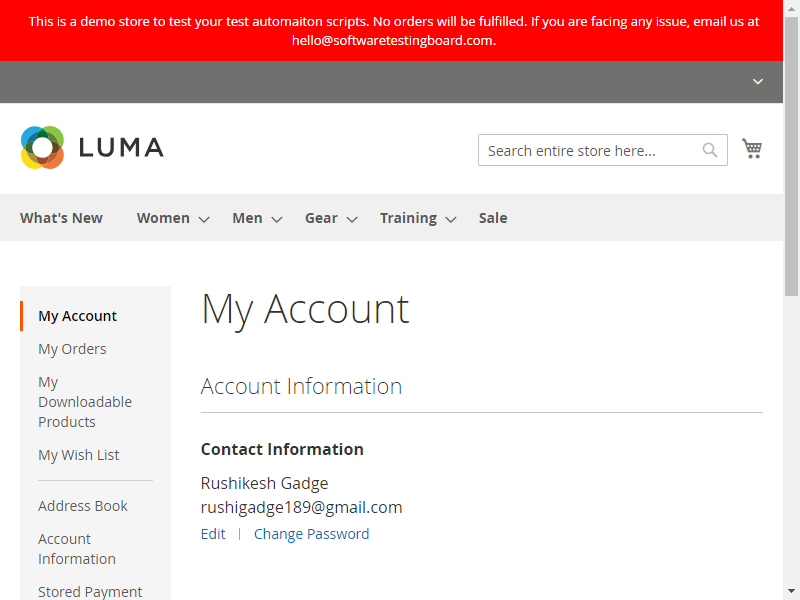 This is a demo store to test your test automaiton scripts. No orders will be fulfilled. If you are facing any issue, email us at
hello@softwaretestingboard.com.
LUMA
Search entire store here...
What's New Women Men Gear Training Sale
My Account
My Orders
My
Downloadable
Products
My Wish List
Address Book
Account
Information
Stored Payment
My Account
Account Information
Contact Information
Rushikesh Gadge
rushigadge189@gmail.com
Edit | Change Password